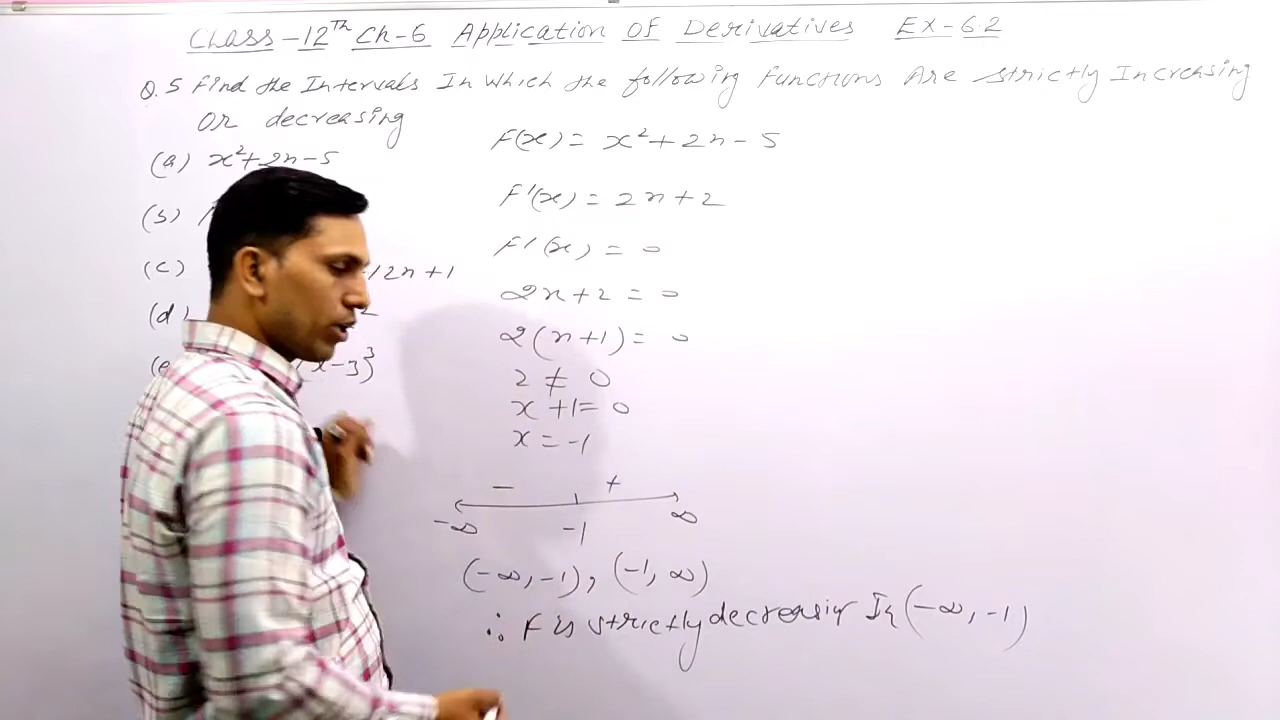 Class-12Th Ch-6 Application Of Derivatives Ex-6.2
Q.5 Find the Intervals In Which the following Functions Are Strictly Increasing
Or decreasing
(a) x²+2x-5
(b)
(c) -12x+1
(d)
(e) (x-3)³
F(x) = x²+2x-5
F'(x) = 2x+2
F'(x) = 0
2x+2 = 0
2(x+1) = 0
2 ≠ 0
x+1=0
x=-1
- +
-∞ -1 ∞
(-∞,-1), (-1,∞)
∴ F is strictly decreasing In (-∞,-1)